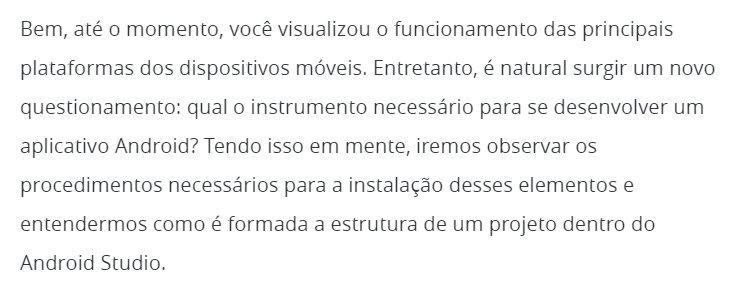 Bem, até o momento, você visualizou o funcionamento das principais
plataformas dos dispositivos móveis. Entretanto, é natural surgir um novo
questionamento: qual o instrumento necessário para se desenvolver um
aplicativo Android? Tendo isso em mente, iremos observar os
procedimentos necessários para a instalação desses elementos e
entendermos como é formada a estrutura de um projeto dentro do
Android Studio.